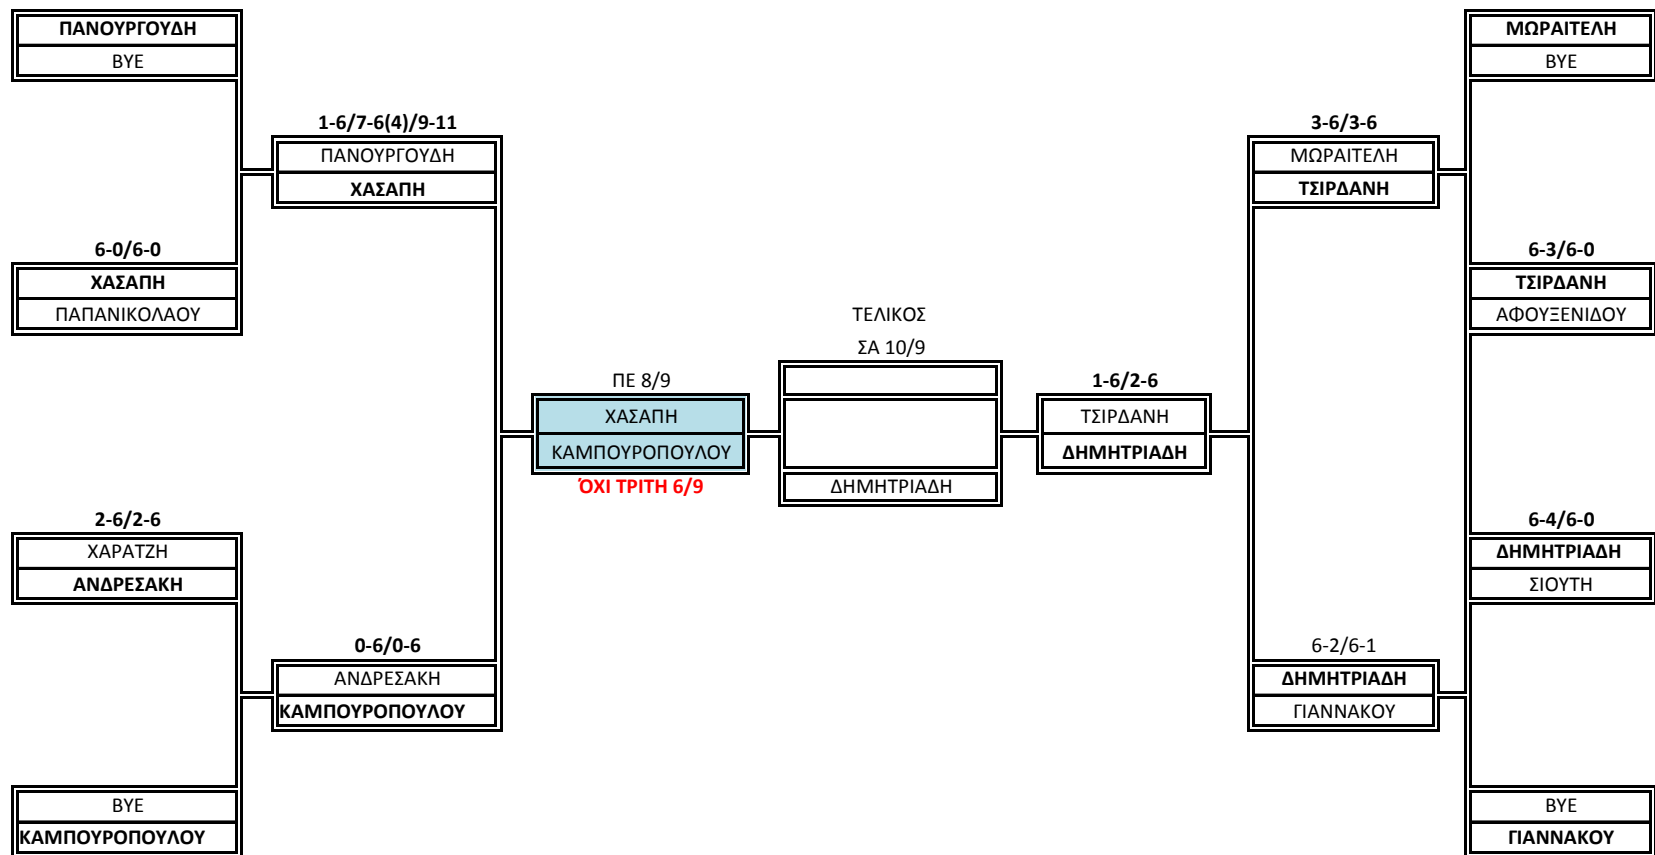 ΠΑΝΟΥΡΓΟΥΔΗ
BYE
1-6/7-6(4)/9-11
ΠΑΝΟΥΡΓΟΥΔΗ
ΧΑΣΑΠΗ
6-0/6-0
ΧΑΣΑΠΗ
ΠΑΠΑΝΙΚΟΛΑΟΥ
ΠΕ 8/9
ΧΑΣΑΠΗ
ΚΑΜΠΟΥΡΟΠΟΥΛΟΥ
ΌΧΙ ΤΡΙΤΗ 6/9
2-6/2-6
ΧΑΡΑΤΖΗ
ΑΝΔΡΕΣΑΚΗ
0-6/0-6
ΑΝΔΡΕΣΑΚΗ
ΚΑΜΠΟΥΡΟΠΟΥΛΟΥ
BYE
ΚΑΜΠΟΥΡΟΠΟΥΛΟΥ
ΤΕΛΙΚΟΣ
ΣΑ 10/9
ΔΗΜΗΤΡΙΑΔΗ
1-6/2-6
ΤΣΙΡΔΑΝΗ
ΔΗΜΗΤΡΙΑΔΗ
ΜΩΡΑΙΤΕΛΗ
BYE
3-6/3-6
ΜΩΡΑΙΤΕΛΗ
ΤΣΙΡΔΑΝΗ
6-3/6-0
ΤΣΙΡΔΑΝΗ
ΑΦΟΥΞΕΝΙΔΟΥ
6-4/6-0
ΔΗΜΗΤΡΙΑΔΗ
ΣΙΟΥΤΗ
6-2/6-1
ΔΗΜΗΤΡΙΑΔΗ
ΓΙΑΝΝΑΚΟΥ
BYE
ΓΙΑΝΝΑΚΟΥ